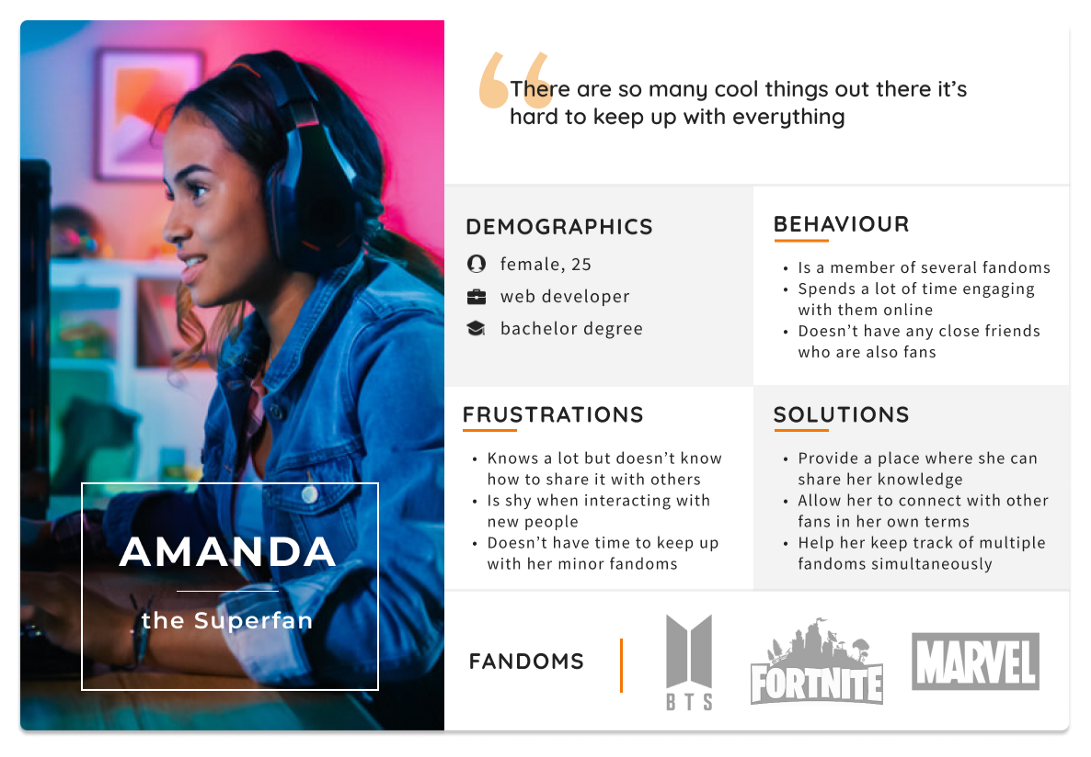 There are so many cool things out there it's
hard to keep up with everything
DEMOGRAPHICS
female, 25
web developer
bachelor degree
BEHAVIOUR
• Is a member of several fandoms
• Spends a lot of time engaging
with them online
• Doesn't have any close friends
who are also fans
FRUSTRATIONS
• Knows a lot but doesn't know
how to share it with others
• Is shy when interacting with
new people
• Doesn't have time to keep up
with her minor fandoms
SOLUTIONS
• Provide a place where she can
share her knowledge
• Allow her to connect with other
fans in her own terms
• Help her keep track of multiple
fandoms simultaneously
AMANDA
the Superfan
FANDOMS
BTS
FORTNITE
MARVEL